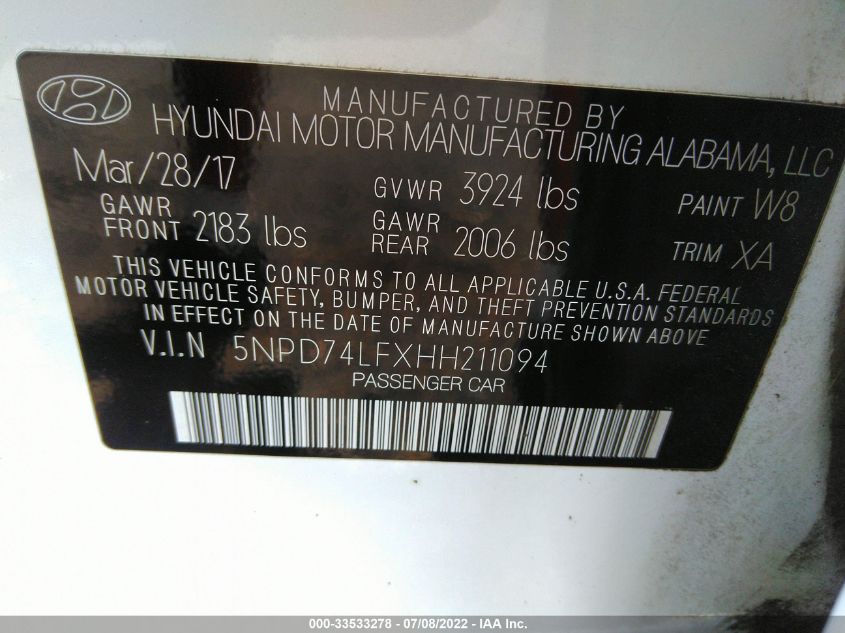 MANUFACTURED BY
HYUNDAI MOTOR MANUFACTURING ALABAMA, LLC
Mar/28/17 GVWR 3924 lbs PAINT W8
GAWR FRONT 2183 lbs GAWR REAR 2006 lbs TRIM XA
THIS VEHICLE CONFORMS TO ALL APPLICABLE U.S.A. FEDERAL
MOTOR VEHICLE SAFETY, BUMPER, AND THEFT PREVENTION STANDARDS
IN EFFECT ON THE DATE OF MANUFACTURE SHOWN ABOVE
V.I.N 5NPD74LFXHH211094
PASSENGER CAR
000-33533278 - 07/08/2022 - IAA Inc.